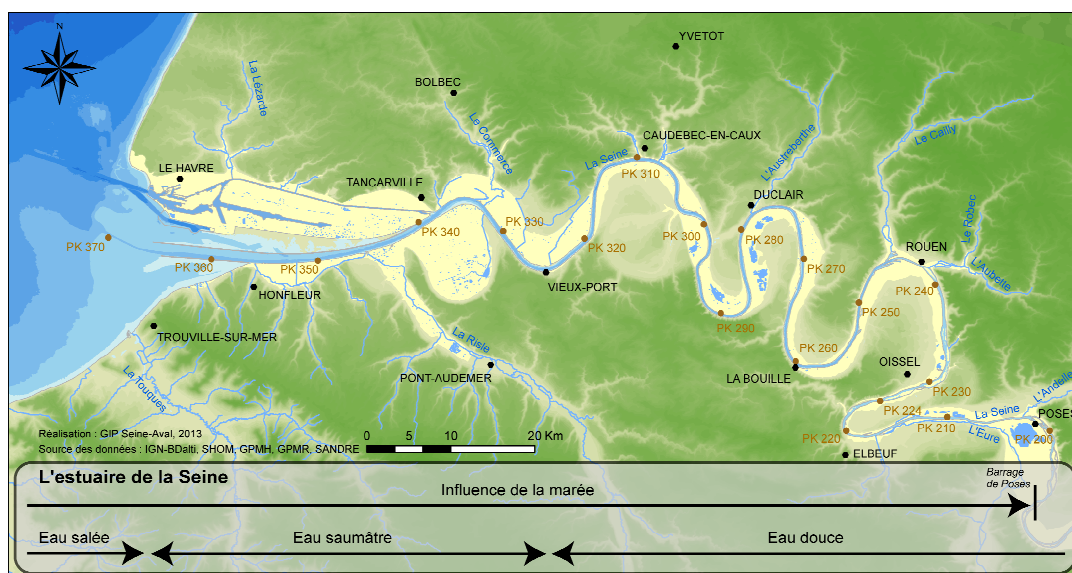 N
YVETOT
La Lézarde
BOLBEC
Le Commerce
CAUDEBEC-EN-CAUX
L'Austreberthe
Le Cailly
La Seine
LE HAVRE
TANCARVILLE
PK 310
DUCLAIR
Le Robec
PK 370
PK 340
PK 330
PK 320
PK 300
PK 280
ROUEN
PK 360
PK 350
PK 270
L'Aubette
HONFLEUR
VIEUX-PORT
PK 240
PK 290
PK 250
TROUVILLE-SUR-MER
La Risle
PK 260
OISSEL
La Touques
PONT-AUDEMER
LA BOUILLE
PK 230
L'Andelle
PK 224
La Seine
POSES
PK 210
PK 220
L'Eure
PK 200
ELBEUF
Réalisation : GIP Seine-Aval, 2013
0 5 10 20 Km
Source des données : IGN-BDalti, SHOM, GPMH, GPMR, SANDRE
L'estuaire de la Seine
Barrage
de Poses
Influence de la marée
Eau salée
Eau saumâtre
Eau douce